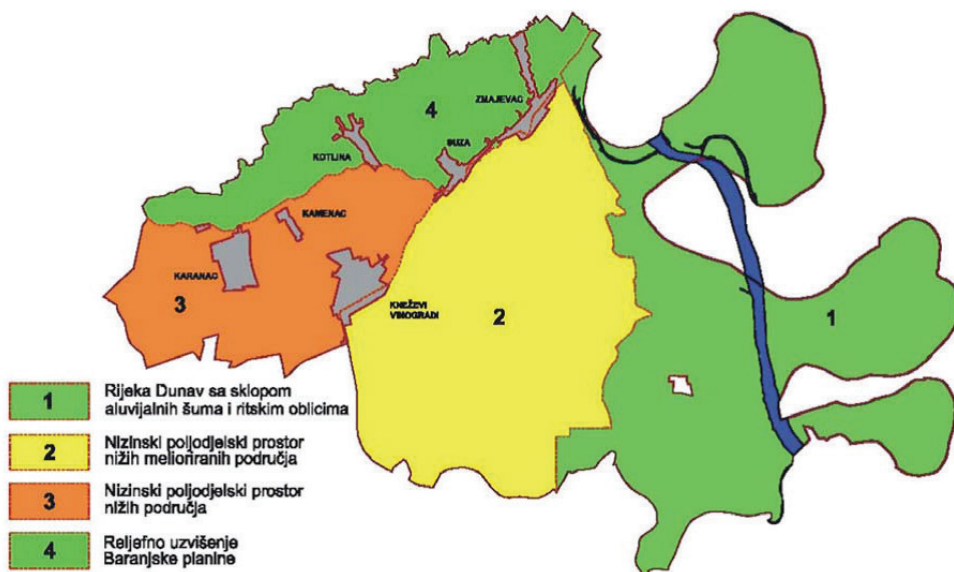 ZMAJEVAC
4
SUZA
KOTLINA
KAMENAC
KARANAC
3
KNEŽEVI
VINOGRADI
2
1
1 Rijeka Dunav sa sklopom
aluvijalnih šuma i ritskim oblicima
2 Nizinski poljodjelski prostor
nižih melioriranih područja
3 Nizinski poljodjelski prostor
nižih područja
4 Reljefno uzvišenje
Baranjske planine